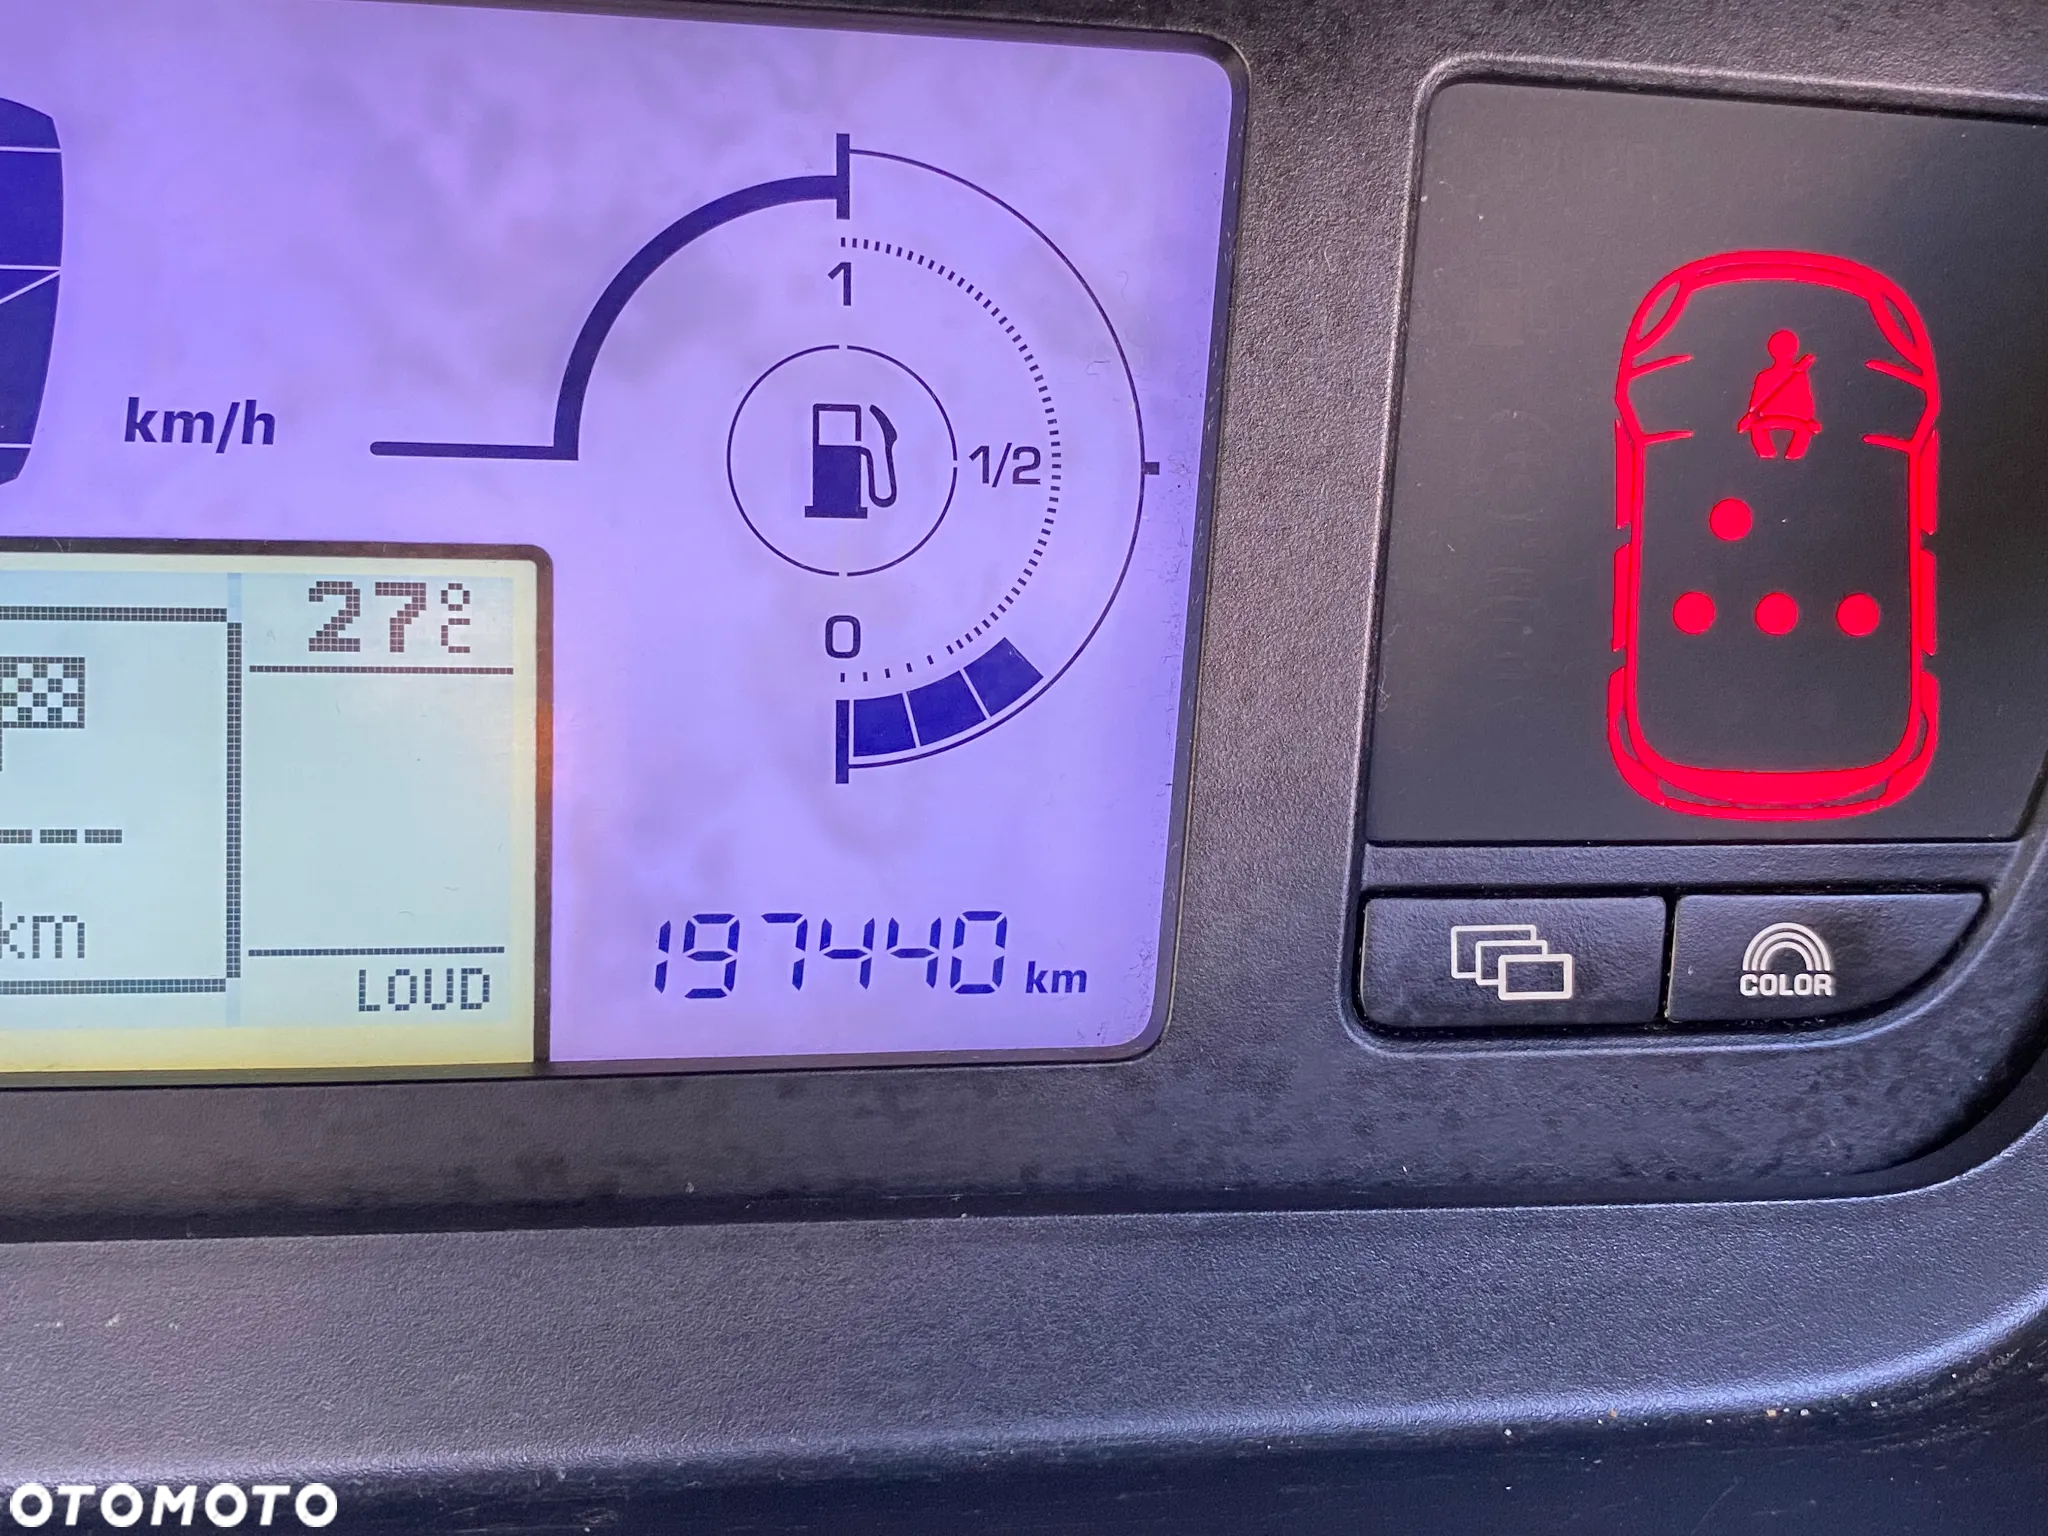 1
km/h
1/2
27°C
0
km
197440 km
LOUD
COLOR
OTOMOTO